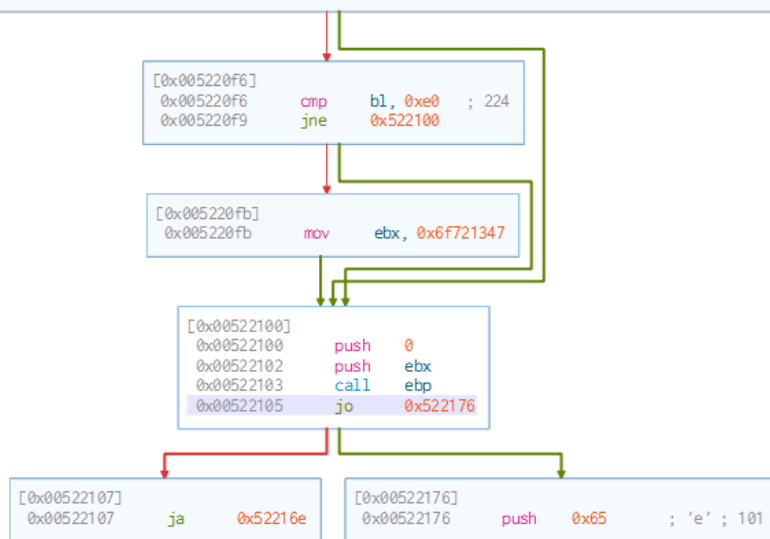 [0x005220f6]
0x005220f6 cmp bl, 0xe0 ; 224
0x005220f9 jne 0x522100
[0x005220fb]
0x005220fb mov ebx, 0x6f721347
[0x00522100]
0x00522100 push 0
0x00522102 push ebx
0x00522103 call ebp
0x00522105 jo 0x522176
[0x00522107]
0x00522107 ja 0x52216e
[0x00522176]
0x00522176 push 0x65 ; 'e' ; 101